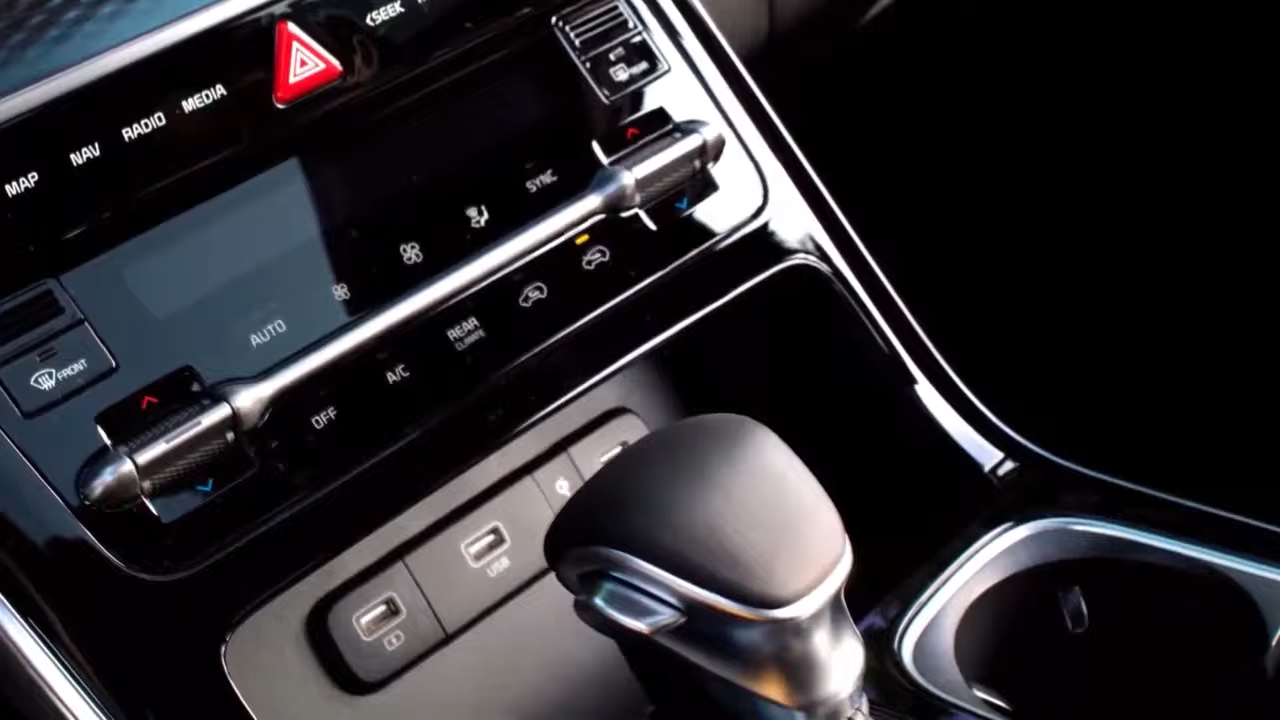 SEEK
MAP
NAV
RADIO
MEDIA
SYNC
AUTO
FRONT
OFF
A/C
REAR
CLIMATE
USB